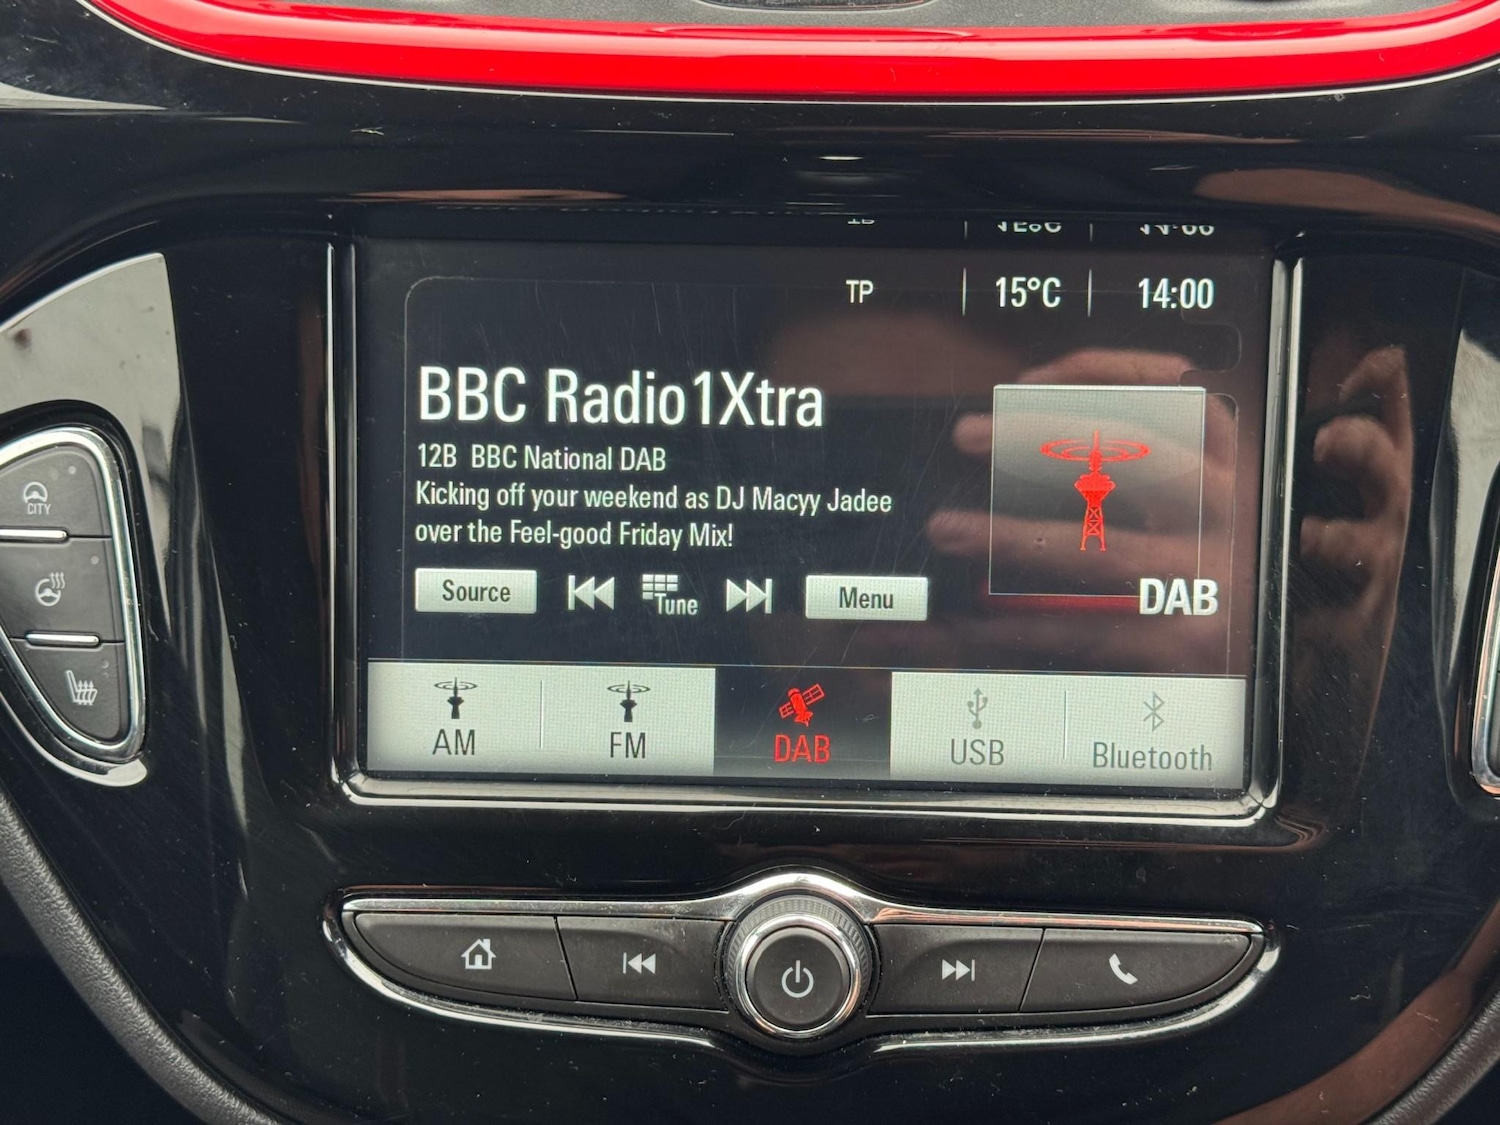 TP 15°C 14:00
BBC Radio1Xtra
12B BBC National DAB
Kicking off your weekend as DJ Macyy Jadee
over the Feel-good Friday Mix!
Source Tune Menu
DAB
AM FM DAB USB Bluetooth
CITY